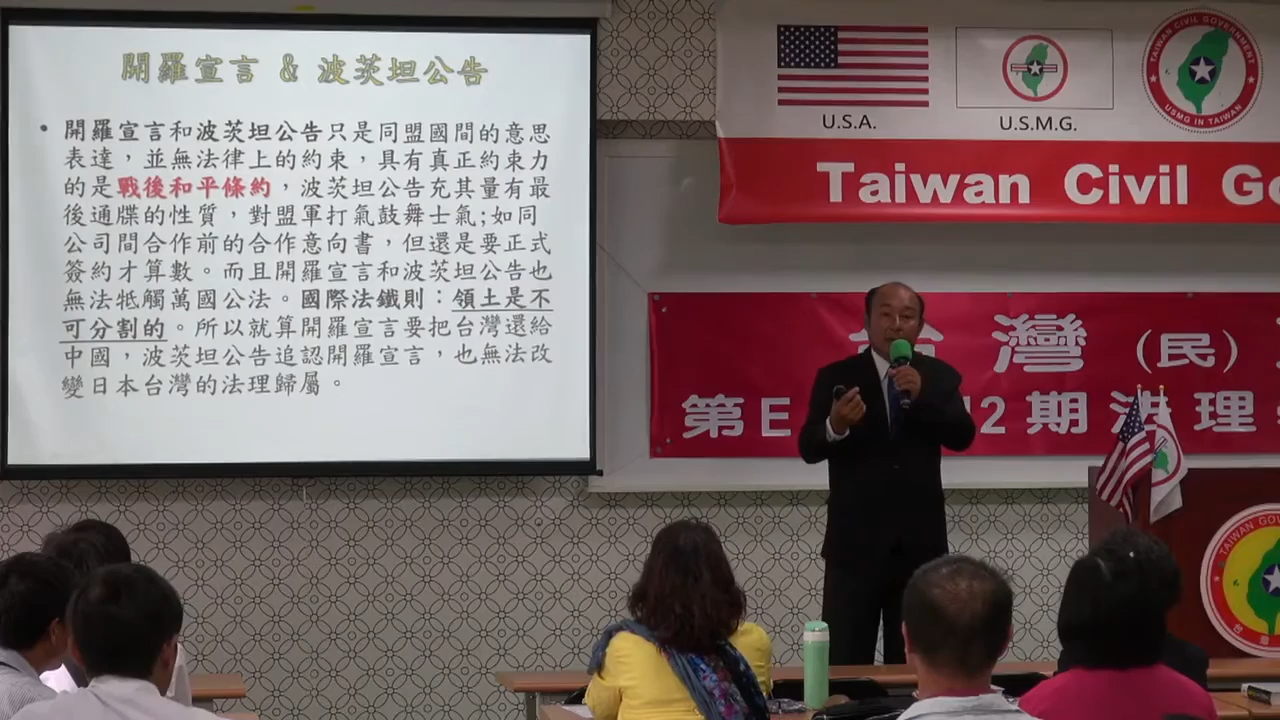 開羅宣言 & 波茨坦公告
• 開羅宣言和波茨坦公告只是同盟國間的意思
表達，並無法律上的約束，具有真正約束力
的是戰後和平條約，波茨坦公告充其量有最
後通牒的性質，對盟軍打氣鼓舞士氣;如同
公司間合作前的合作意向書，但還是要正式
簽約才算數。而且開羅宣言和波茨坦公告也
無法牴觸萬國公法。國際法鐵則：領土是不
可分割的。所以就算開羅宣言要把台灣還給
中國，波茨坦公告追認開羅宣言，也無法改
變日本台灣的法理歸屬。
U.S.A.
U.S.M.G.
TAIWAN CIVIL GOVERNMENT
USMG IN TAIWAN
Taiwan Civil Go
台灣（民）
第E 12期法理
TAIWAN GOV